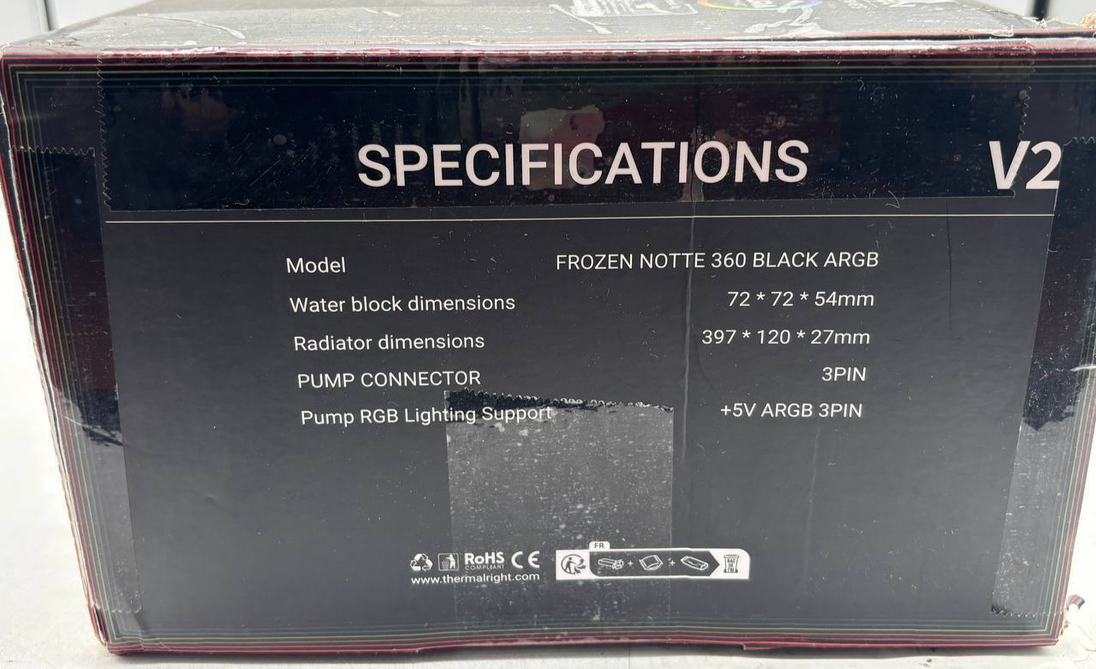 SPECIFICATIONS V2
Model FROZEN NOTTE 360 BLACK ARGB
Water block dimensions 72 * 72 * 54mm
Radiator dimensions 397 * 120 * 27mm
PUMP CONNECTOR 3PIN
Pump RGB Lighting Support +5V ARGB 3PIN
FR
RoHS CE
COMPLIANT
www.thermalright.com